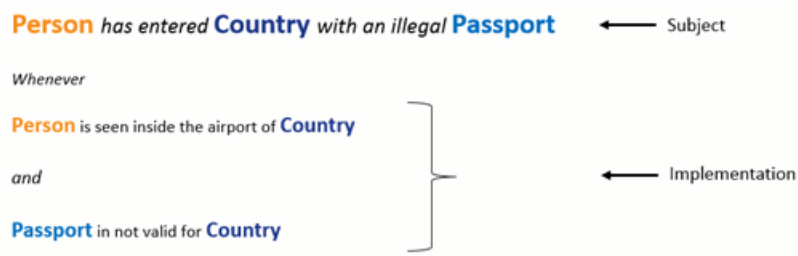 Person has entered Country with an illegal Passport
Subject
Whenever
Person is seen inside the airport of Country
and
Implementation
Passport in not valid for Country